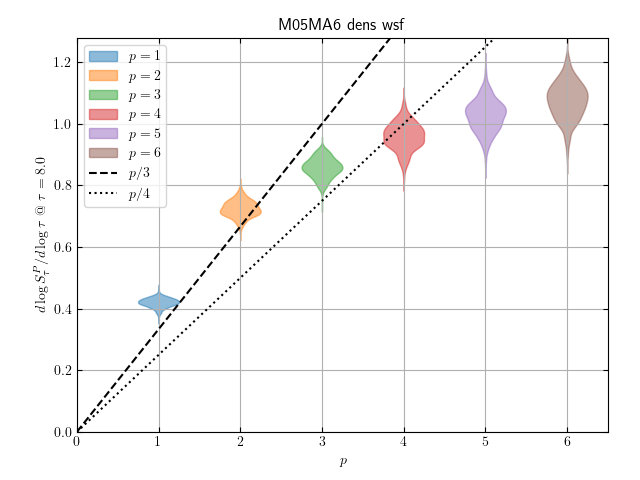 M05MA6 dens wsf
p = 1
p = 2
p = 3
p = 4
p = 5
p = 6
p/3
p/4
d log S_τ^P / d log τ @ τ = 8.0
1.2
1.0
0.8
0.6
0.4
0.2
0.0
0 1 2 3 4 5 6
p